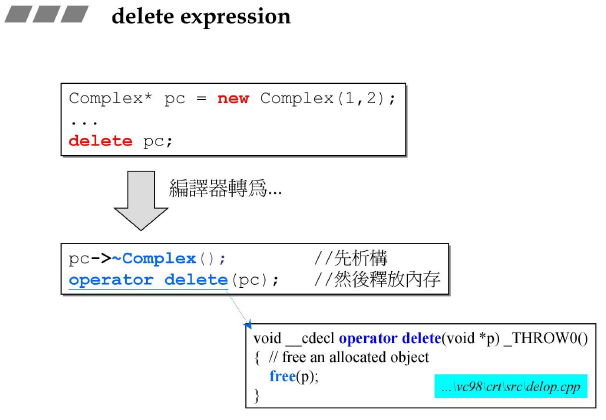 delete expression
Complex* pc = new Complex(1,2);
...
delete pc;
編譯器轉為...
pc->~Complex(); //先析構
operator delete(pc); //然後釋放內存
void __cdecl operator delete(void *p) _THROW0()
{ // free an allocated object
free(p);
}
...\vc98\crt\src\delop.cpp